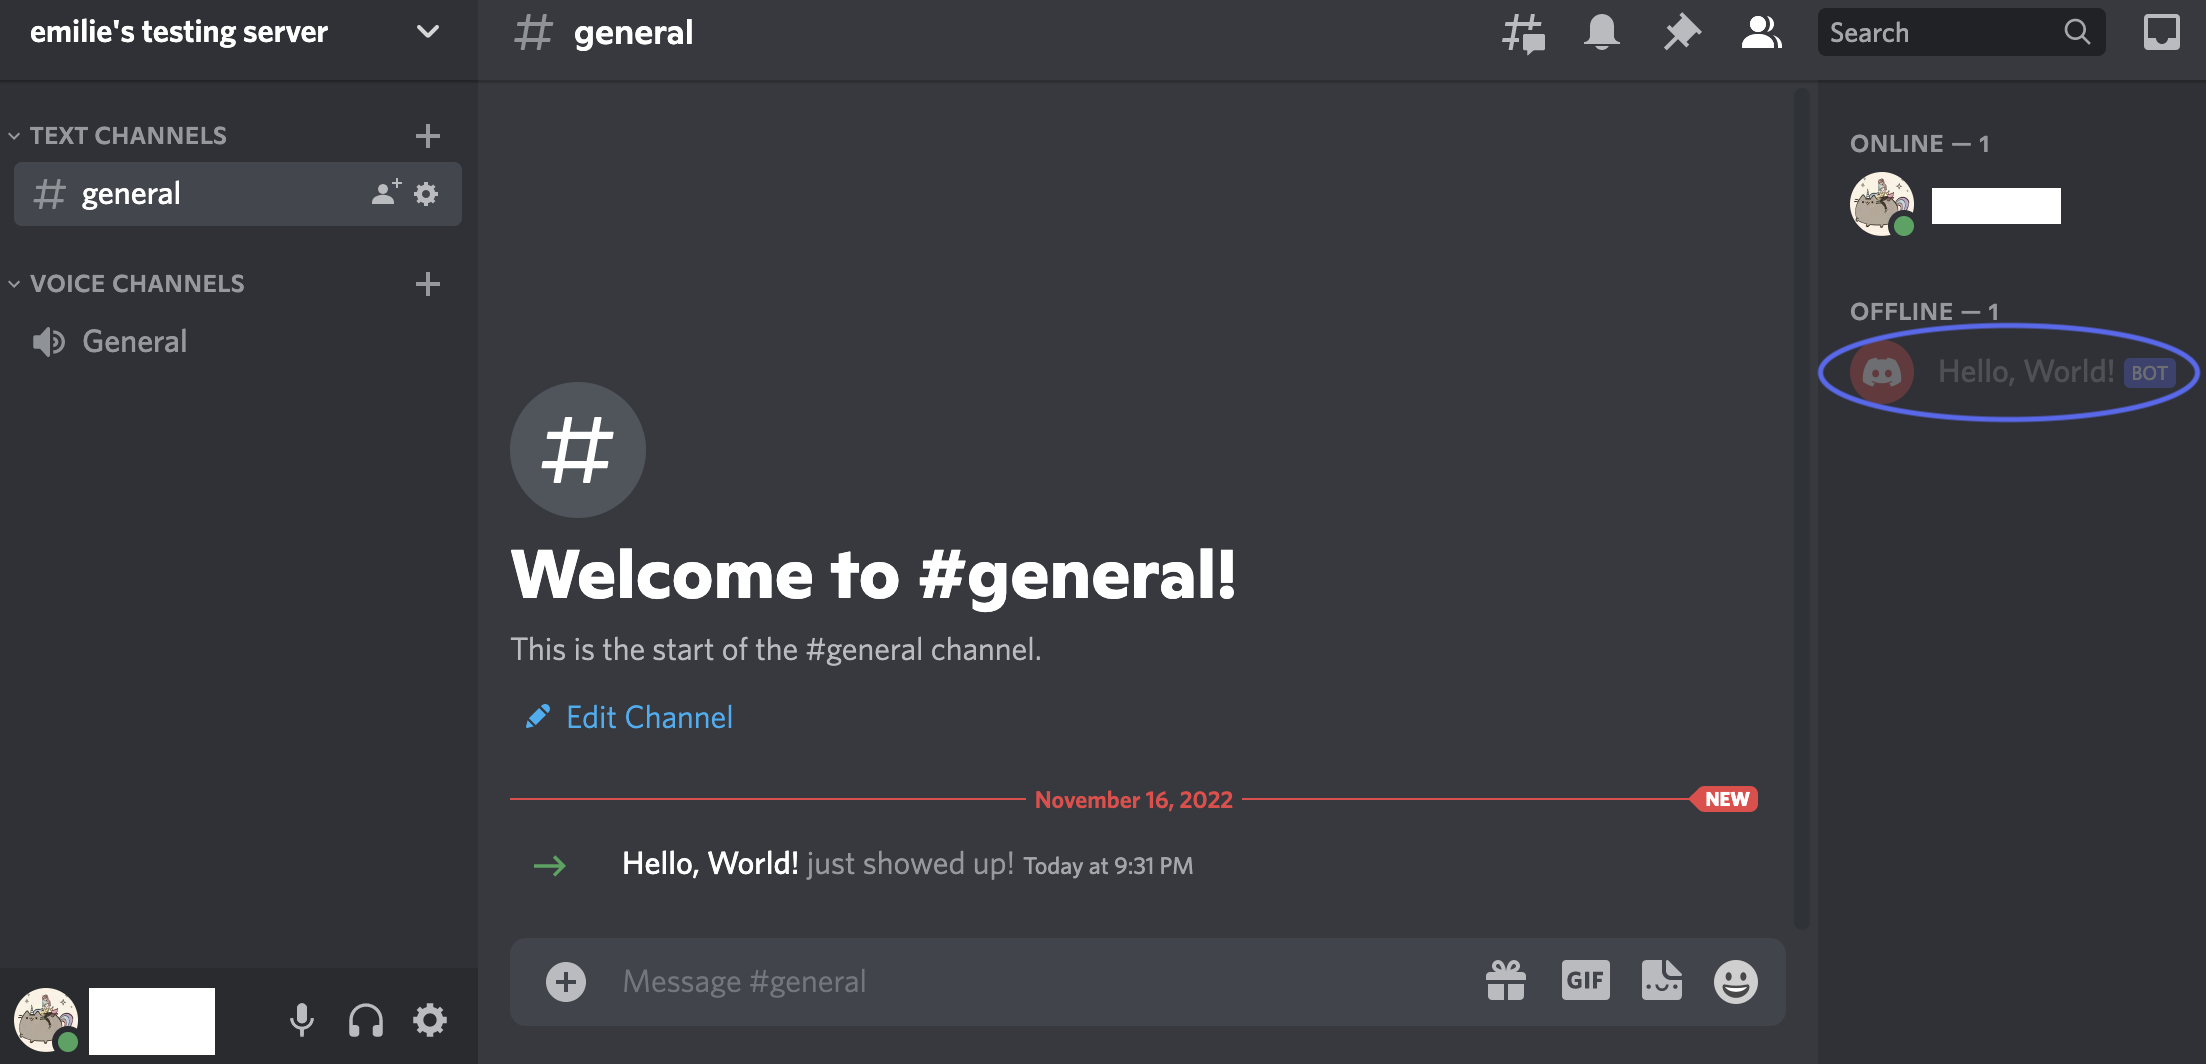 emilie's testing server
TEXT CHANNELS
general
VOICE CHANNELS
General
general
Search
Welcome to #general!
This is the start of the #general channel.
Edit Channel
November 16, 2022
NEW
Hello, World! just showed up! Today at 9:31 PM
Message #general
GIF
ONLINE — 1
OFFLINE — 1
Hello, World! BOT